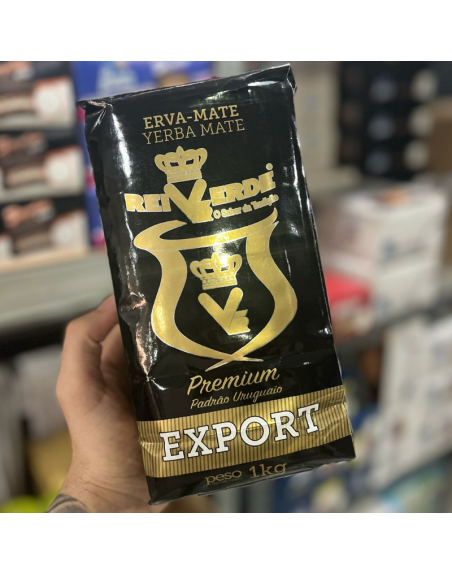 ERVA-MATE
YERBA MATE
REI VERDE
O Sabor da Tradição
Premium
Padrão Uruguaio
EXPORT
peso 1kg